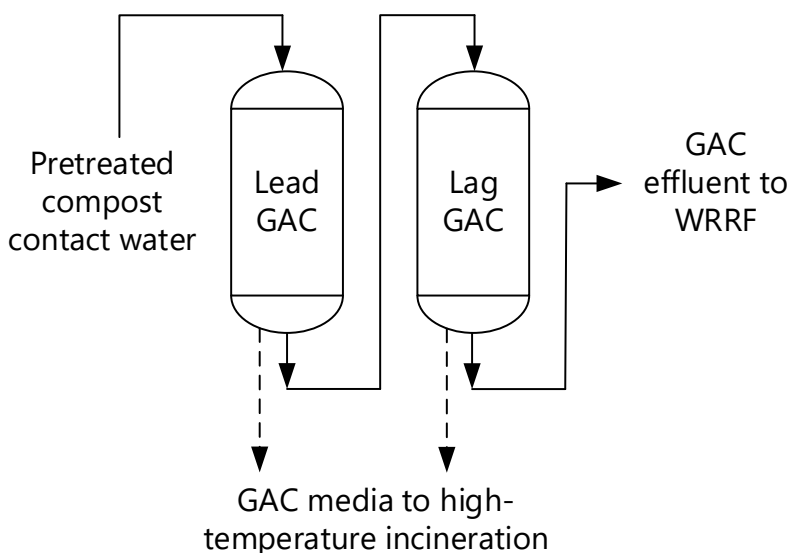 Pretreated
compost
contact water
Lead
GAC
Lag
GAC
GAC
effluent to
WRRF
GAC media to high-
temperature incineration